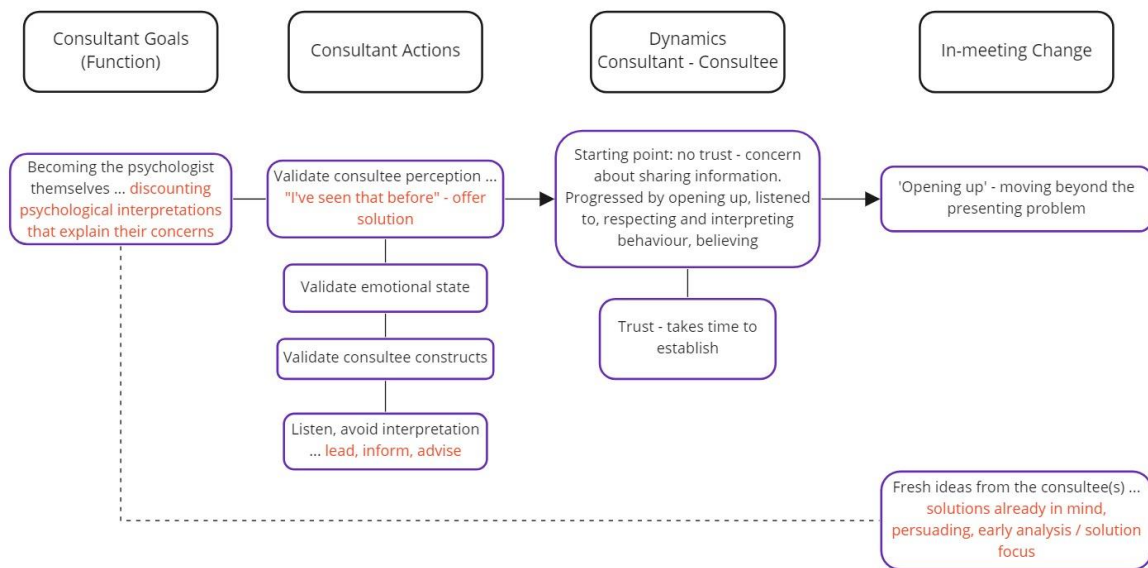 Consultant Goals
(Function)
Consultant Actions
Dynamics
Consultant - Consultee
In-meeting Change
Becoming the psychologist
themselves ... discounting
psychological interpretations
that explain their concerns
Validate consultee perception ...
"I've seen that before" - offer
solution
Validate emotional state
Validate consultee constructs
Listen, avoid interpretation
... lead, inform, advise
Starting point: no trust - concern
about sharing information.
Progressed by opening up, listened
to, respecting and interpreting
behaviour, believing
Trust - takes time to
establish
'Opening up' - moving beyond the
presenting problem
Fresh ideas from the consultee(s) ...
solutions already in mind,
persuading, early analysis / solution
focus